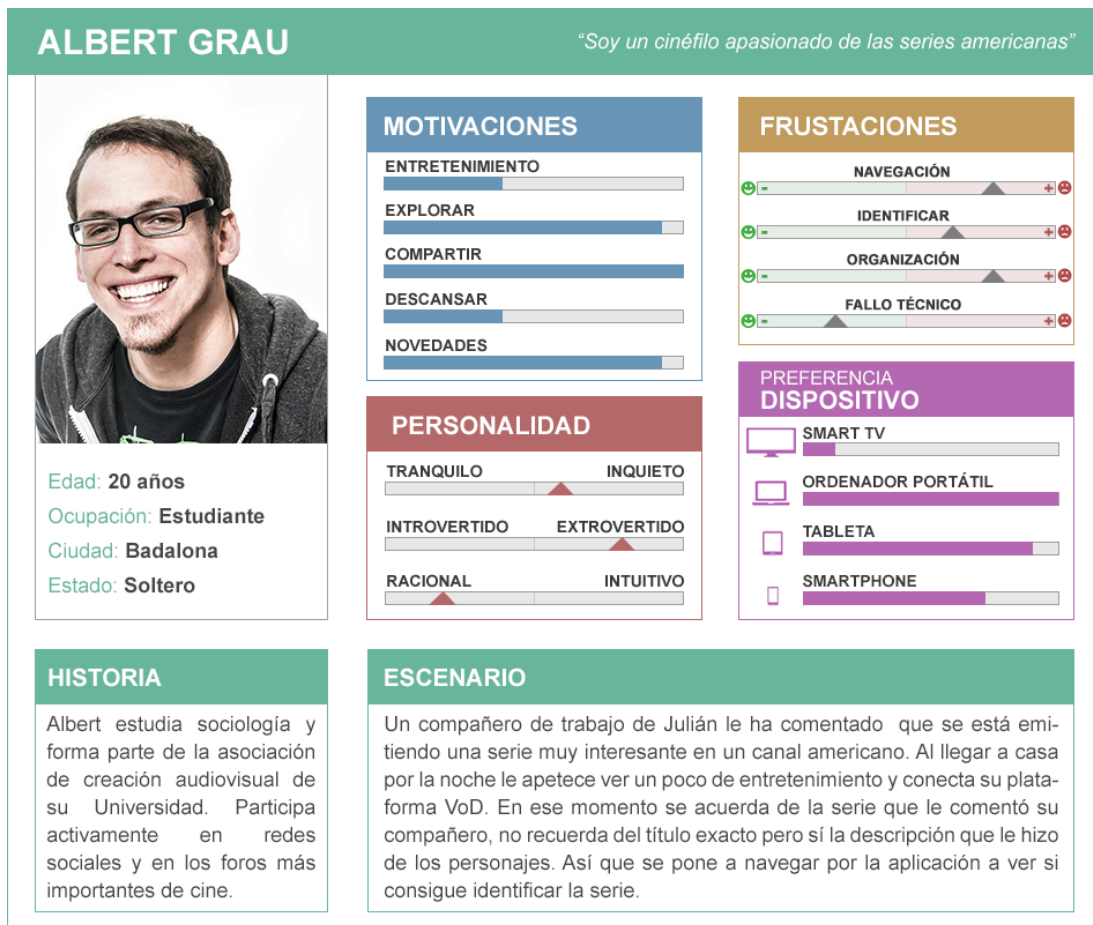 ALBERT GRAU
“Soy un cinéfilo apasionado de las series americanas”
Edad: 20 años
Ocupación: Estudiante
Ciudad: Badalona
Estado: Soltero
MOTIVACIONES
ENTRETENIMIENTO
EXPLORAR
COMPARTIR
DESCANSAR
NOVEDADES
PERSONALIDAD
TRANQUILO INQUIETO
INTROVERTIDO EXTROVERTIDO
RACIONAL INTUITIVO
FRUSTACIONES
NAVEGACIÓN
- +
IDENTIFICAR
- +
ORGANIZACIÓN
- +
FALLO TÉCNICO
- +
PREFERENCIA
DISPOSITIVO
SMART TV
ORDENADOR PORTÁTIL
TABLETA
SMARTPHONE
HISTORIA
Albert estudia sociología y
forma parte de la asociación
de creación audiovisual de
su Universidad. Participa
activamente en redes
sociales y en los foros más
importantes de cine.
ESCENARIO
Un compañero de trabajo de Julián le ha comentado que se está emi-
tiendo una serie muy interesante en un canal americano. Al llegar a casa
por la noche le apetece ver un poco de entretenimiento y conecta su plata-
forma VoD. En ese momento se acuerda de la serie que le comentó su
compañero, no recuerda del título exacto pero sí la descripción que le hizo
de los personajes. Así que se pone a navegar por la aplicación a ver si
consigue identificar la serie.